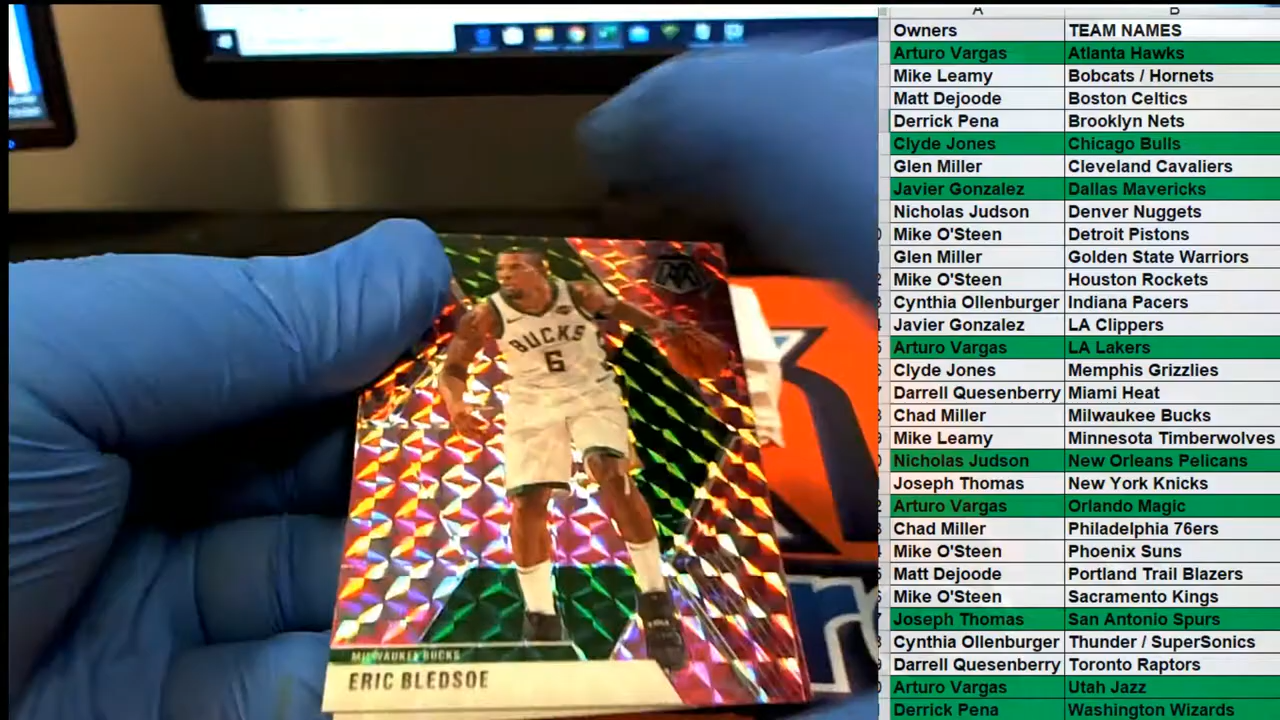 A B
Owners TEAM NAMES
Arturo Vargas Atlanta Hawks
Mike Leamy Bobcats / Hornets
Matt Dejoode Boston Celtics
Derrick Pena Brooklyn Nets
Clyde Jones Chicago Bulls
Glen Miller Cleveland Cavaliers
Javier Gonzalez Dallas Mavericks
Nicholas Judson Denver Nuggets
Mike O'Steen Detroit Pistons
Glen Miller Golden State Warriors
Mike O'Steen Houston Rockets
Cynthia Ollenburger Indiana Pacers
Javier Gonzalez LA Clippers
Arturo Vargas LA Lakers
Clyde Jones Memphis Grizzlies
Darrell Quesenberry Miami Heat
Chad Miller Milwaukee Bucks
Mike Leamy Minnesota Timberwolves
Nicholas Judson New Orleans Pelicans
Joseph Thomas New York Knicks
Arturo Vargas Orlando Magic
Chad Miller Philadelphia 76ers
Mike O'Steen Phoenix Suns
Matt Dejoode Portland Trail Blazers
Mike O'Steen Sacramento Kings
Joseph Thomas San Antonio Spurs
Cynthia Ollenburger Thunder / SuperSonics
Darrell Quesenberry Toronto Raptors
Arturo Vargas Utah Jazz
Derrick Pena Washington Wizards
BUCKS
6
MILWAUKEE BUCKS
ERIC BLEDSOE